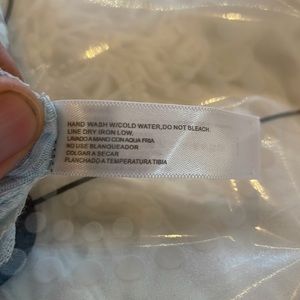 HAND WASH W/COLD WATER,DO NOT BLEACH.
LINE DRY IRON LOW.
LAVADO A MANO CON AQUA FRIA.
NO USE BLANQUEADOR
COLGAR A SECAR
PLANCHADO A TEMPERATURA TIBIA